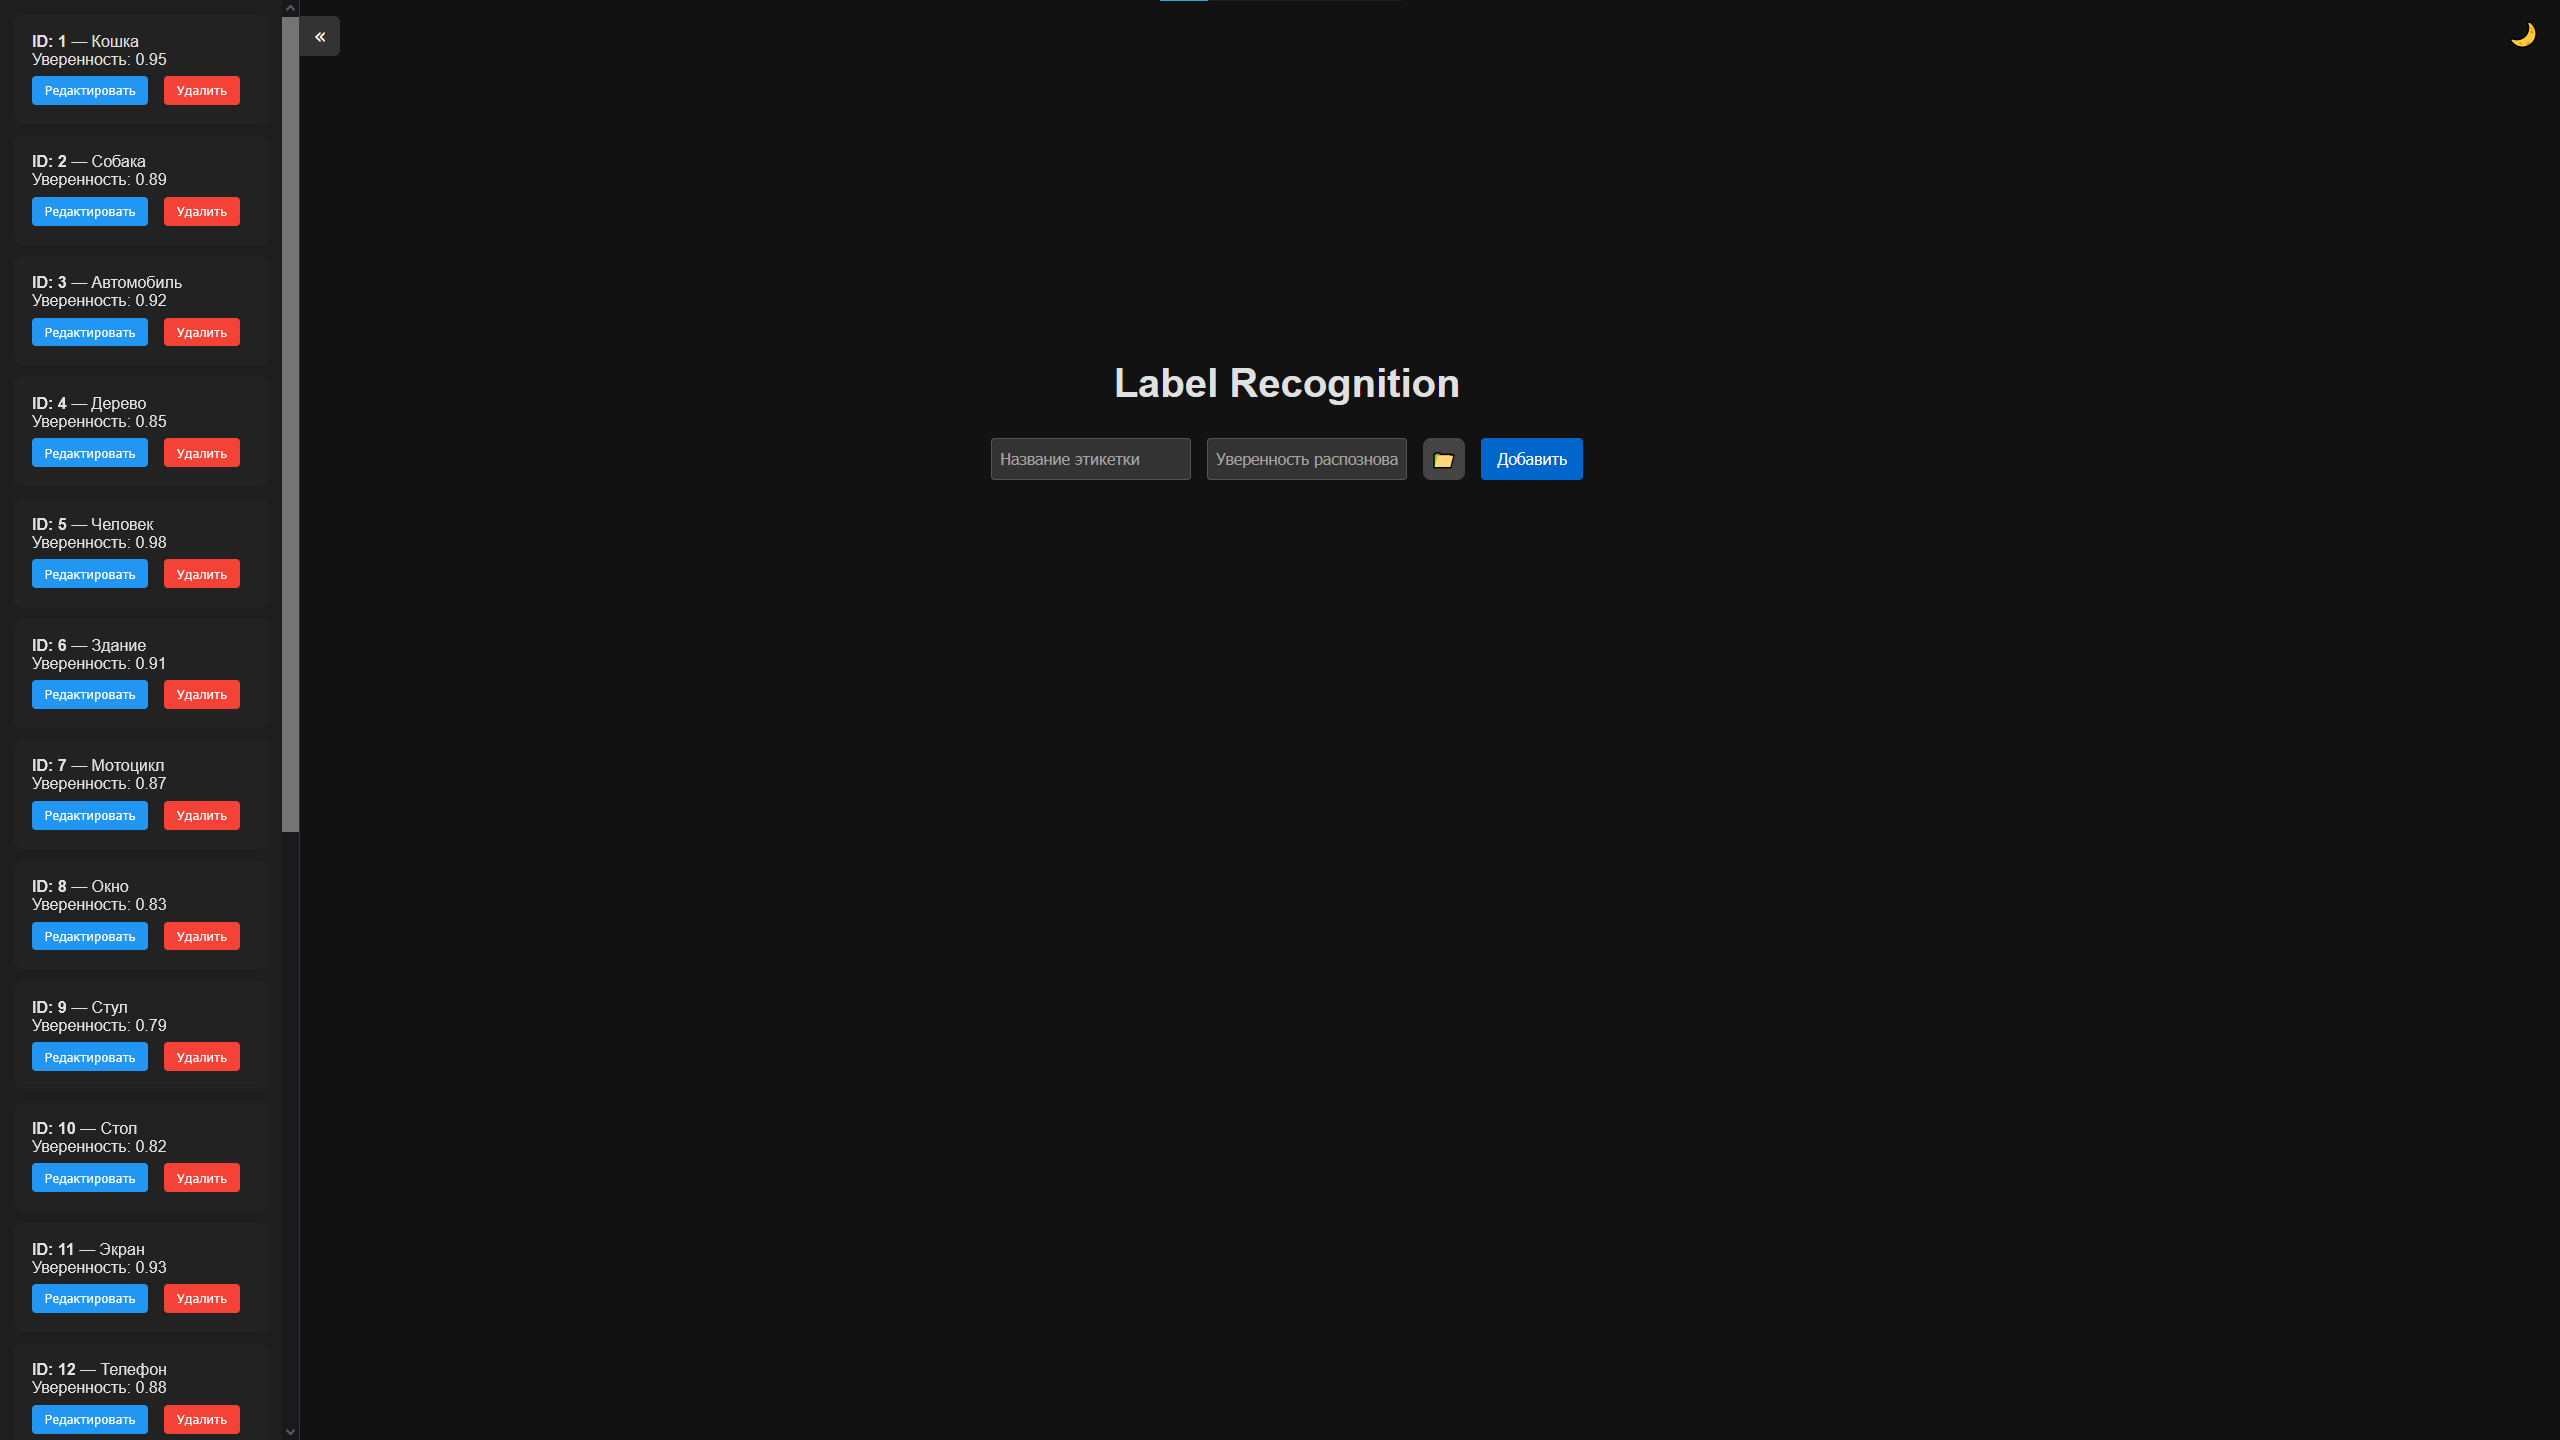 ID: 1 — Кошка
Уверенность: 0.95
Редактировать Удалить
ID: 2 — Собака
Уверенность: 0.89
Редактировать Удалить
ID: 3 — Автомобиль
Уверенность: 0.92
Редактировать Удалить
ID: 4 — Дерево
Уверенность: 0.85
Редактировать Удалить
ID: 5 — Человек
Уверенность: 0.98
Редактировать Удалить
ID: 6 — Здание
Уверенность: 0.91
Редактировать Удалить
ID: 7 — Мотоцикл
Уверенность: 0.87
Редактировать Удалить
ID: 8 — Окно
Уверенность: 0.83
Редактировать Удалить
ID: 9 — Стул
Уверенность: 0.79
Редактировать Удалить
ID: 10 — Стол
Уверенность: 0.82
Редактировать Удалить
ID: 11 — Экран
Уверенность: 0.93
Редактировать Удалить
ID: 12 — Телефон
Уверенность: 0.88
Редактировать Удалить
«
Label Recognition
Название этикетки Уверенность распознова Добавить